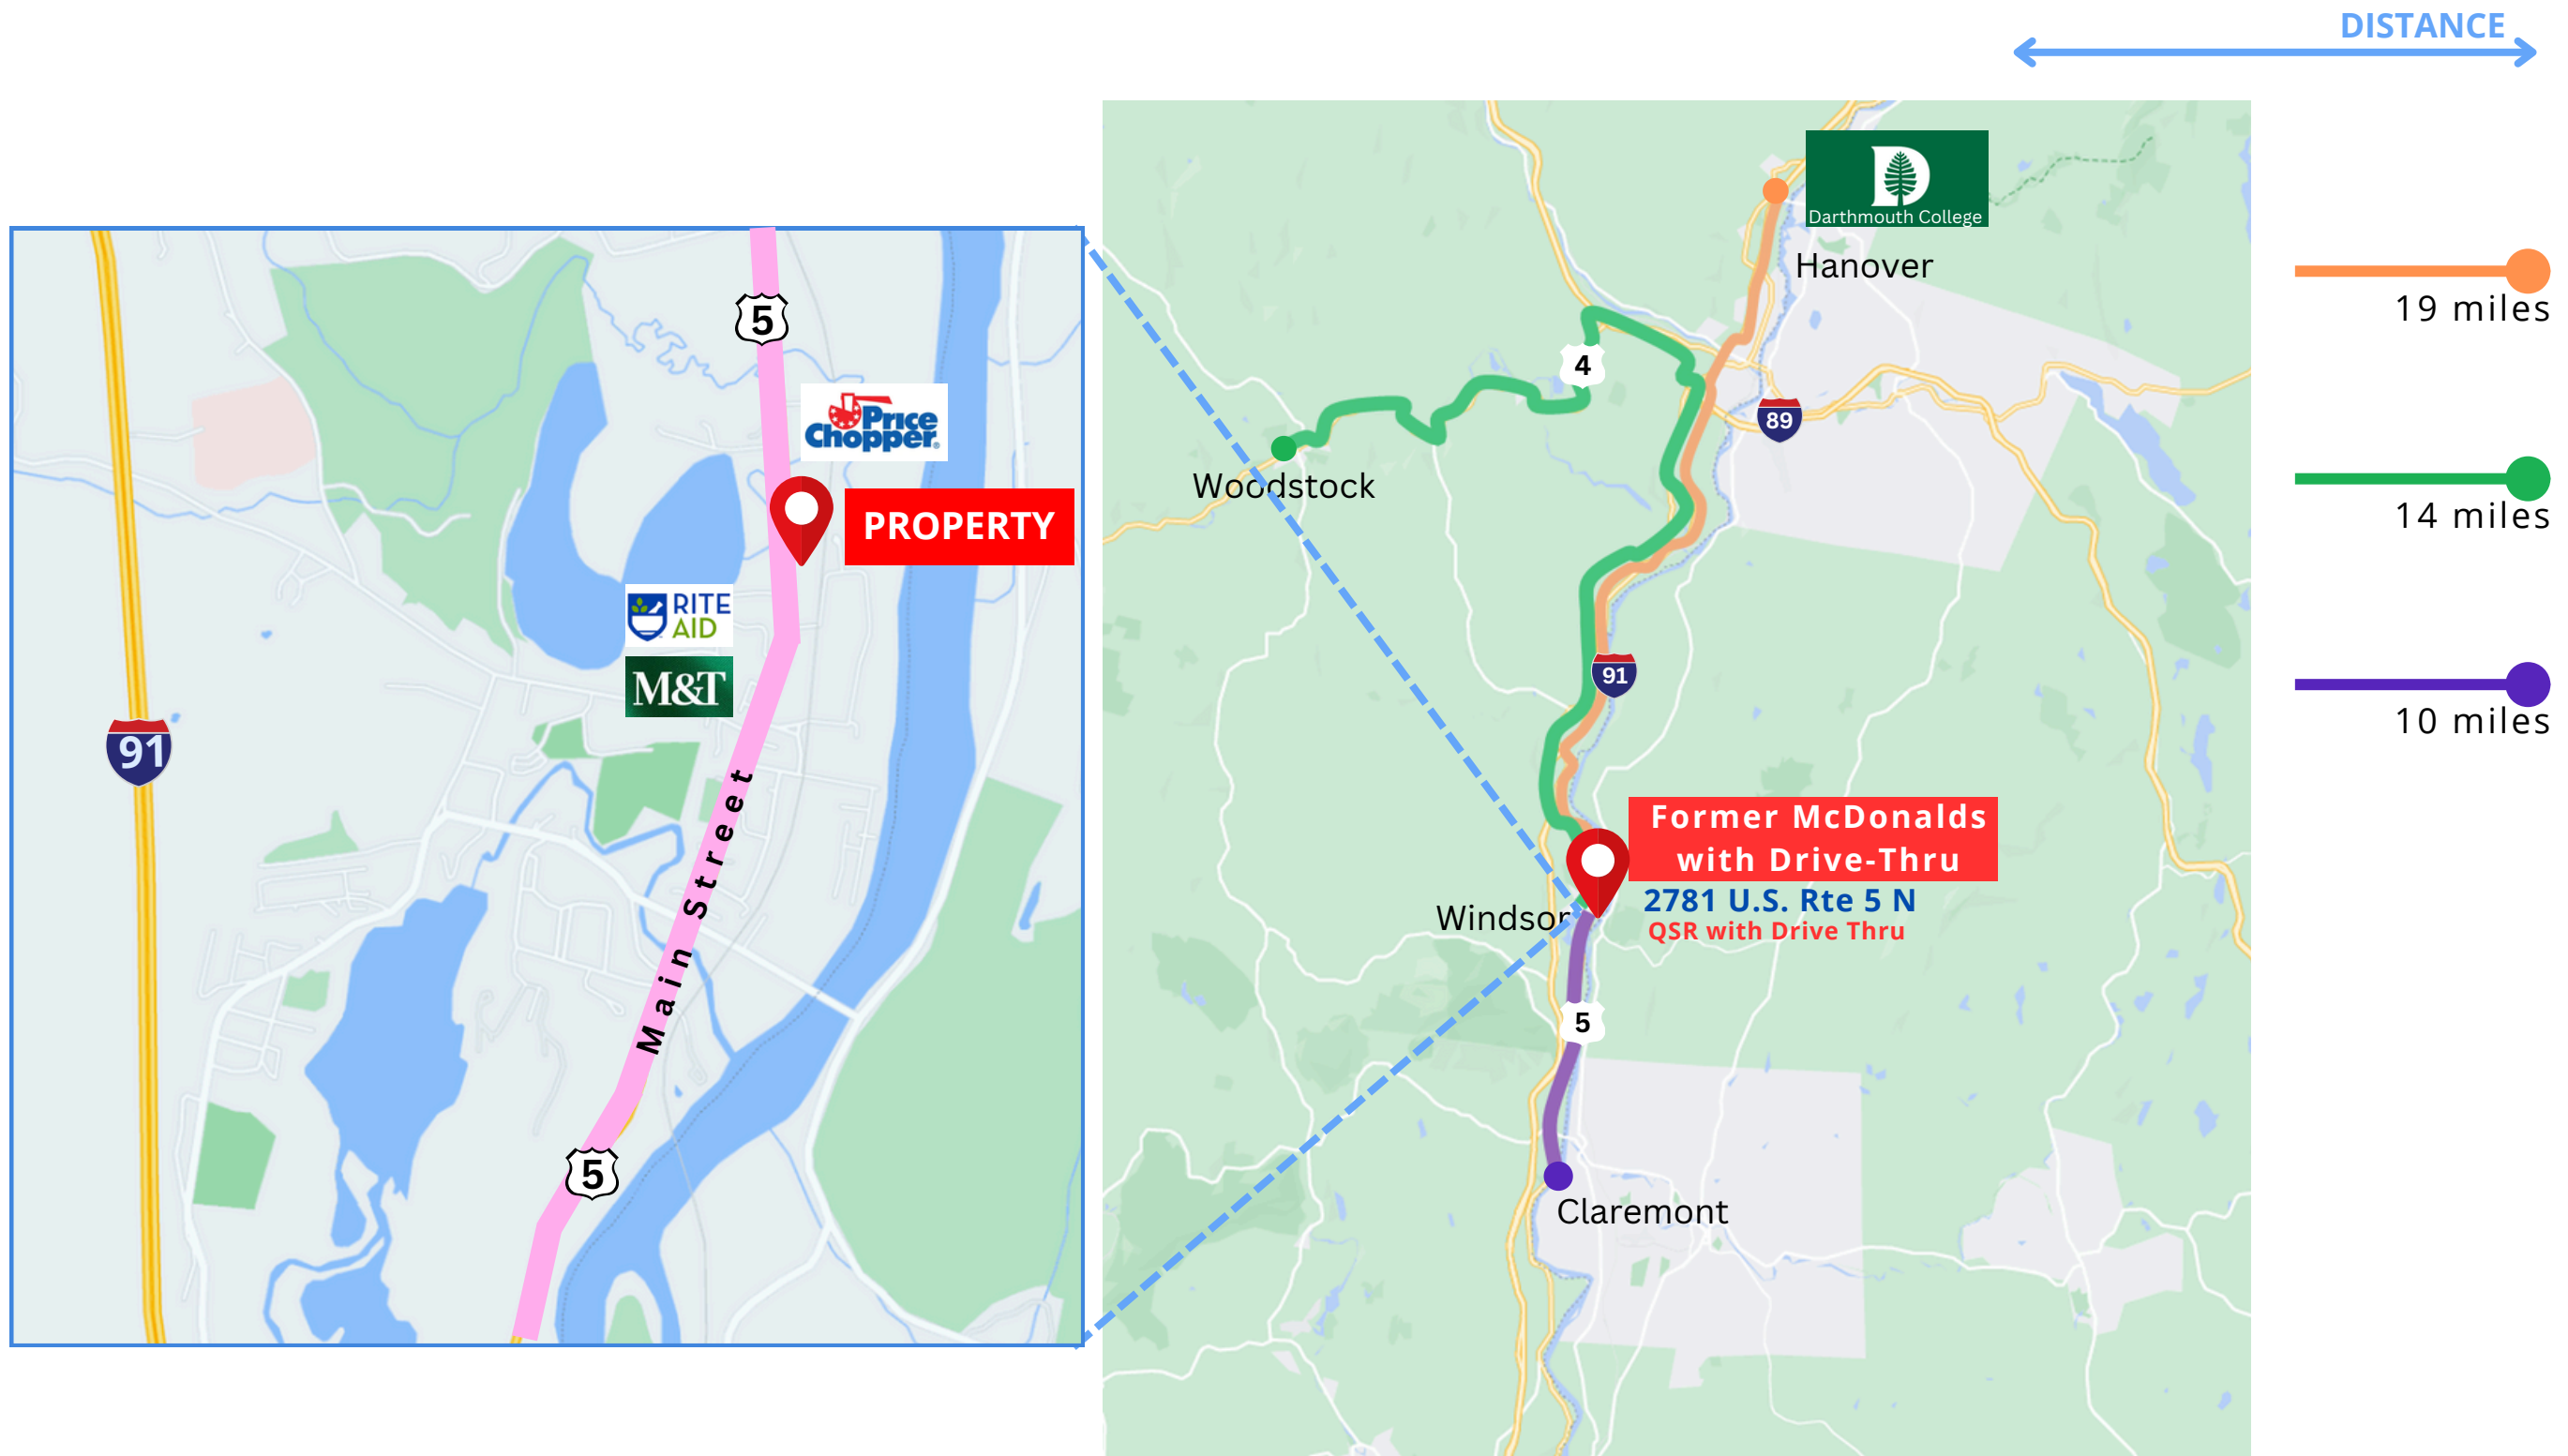 DISTANCE
5
Price
Chopper
PROPERTY
RITE
AID
M&T
91
Main Street
5
Darthmouth College
Hanover
4
89
Woodstock
91
Former McDonalds
with Drive-Thru
2781 U.S. Rte 5 N
QSR with Drive Thru
Windsor
5
Claremont
19 miles
14 miles
10 miles